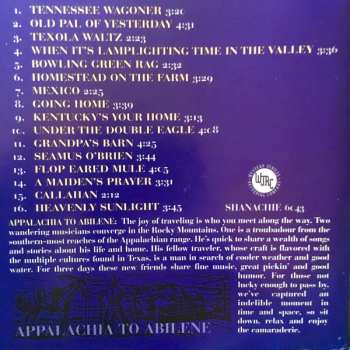 1. TENNESSEE WAGONER 3:20
2. OLD PAL OF YESTERDAY 4:31
3. TEXOLA WALTZ 2:23
4. WHEN IT'S LAMPLIGHTING TIME IN THE VALLEY 3:36
5. BOWLING GREEN RAG 2:32
6. HOMESTEAD ON THE FARM 3:29
7. MEXICO 2:25
8. GOING HOME 3:39
9. KENTUCKY'S YOUR HOME 3:13
10. UNDER THE DOUBLE EAGLE 4:08
11. GRANDPA'S BARN 4:25
12. SEAMUS O'BRIEN 3:44
13. FLOP EARED MULE 4:05
14. A MAIDEN'S PRAYER 3:31
15. CALLAHAN 2:22
16. HEAVENLY SUNLIGHT 3:45
SHANACHIE 6043
APPALACHIA TO ABILENE: The joy of traveling is who you meet along the way. Two
wandering musicians converge in the Rocky Mountains. One is a troubadour from the
southern-most reaches of the Appalachian range. He's quick to share a wealth of songs
and stories about his life and home. His fellow traveler, whose craft is flavored with
the multiple cultures found in Texas, is a man in search of cooler weather and good
water. For three days these new friends share fine music, great pickin' and good
humor. For those not
lucky enough to pass by,
we've captured an
indelible moment in
time and space, so sit
down, relax and enjoy
the camaraderie.
APPALACHIA TO ABILENE